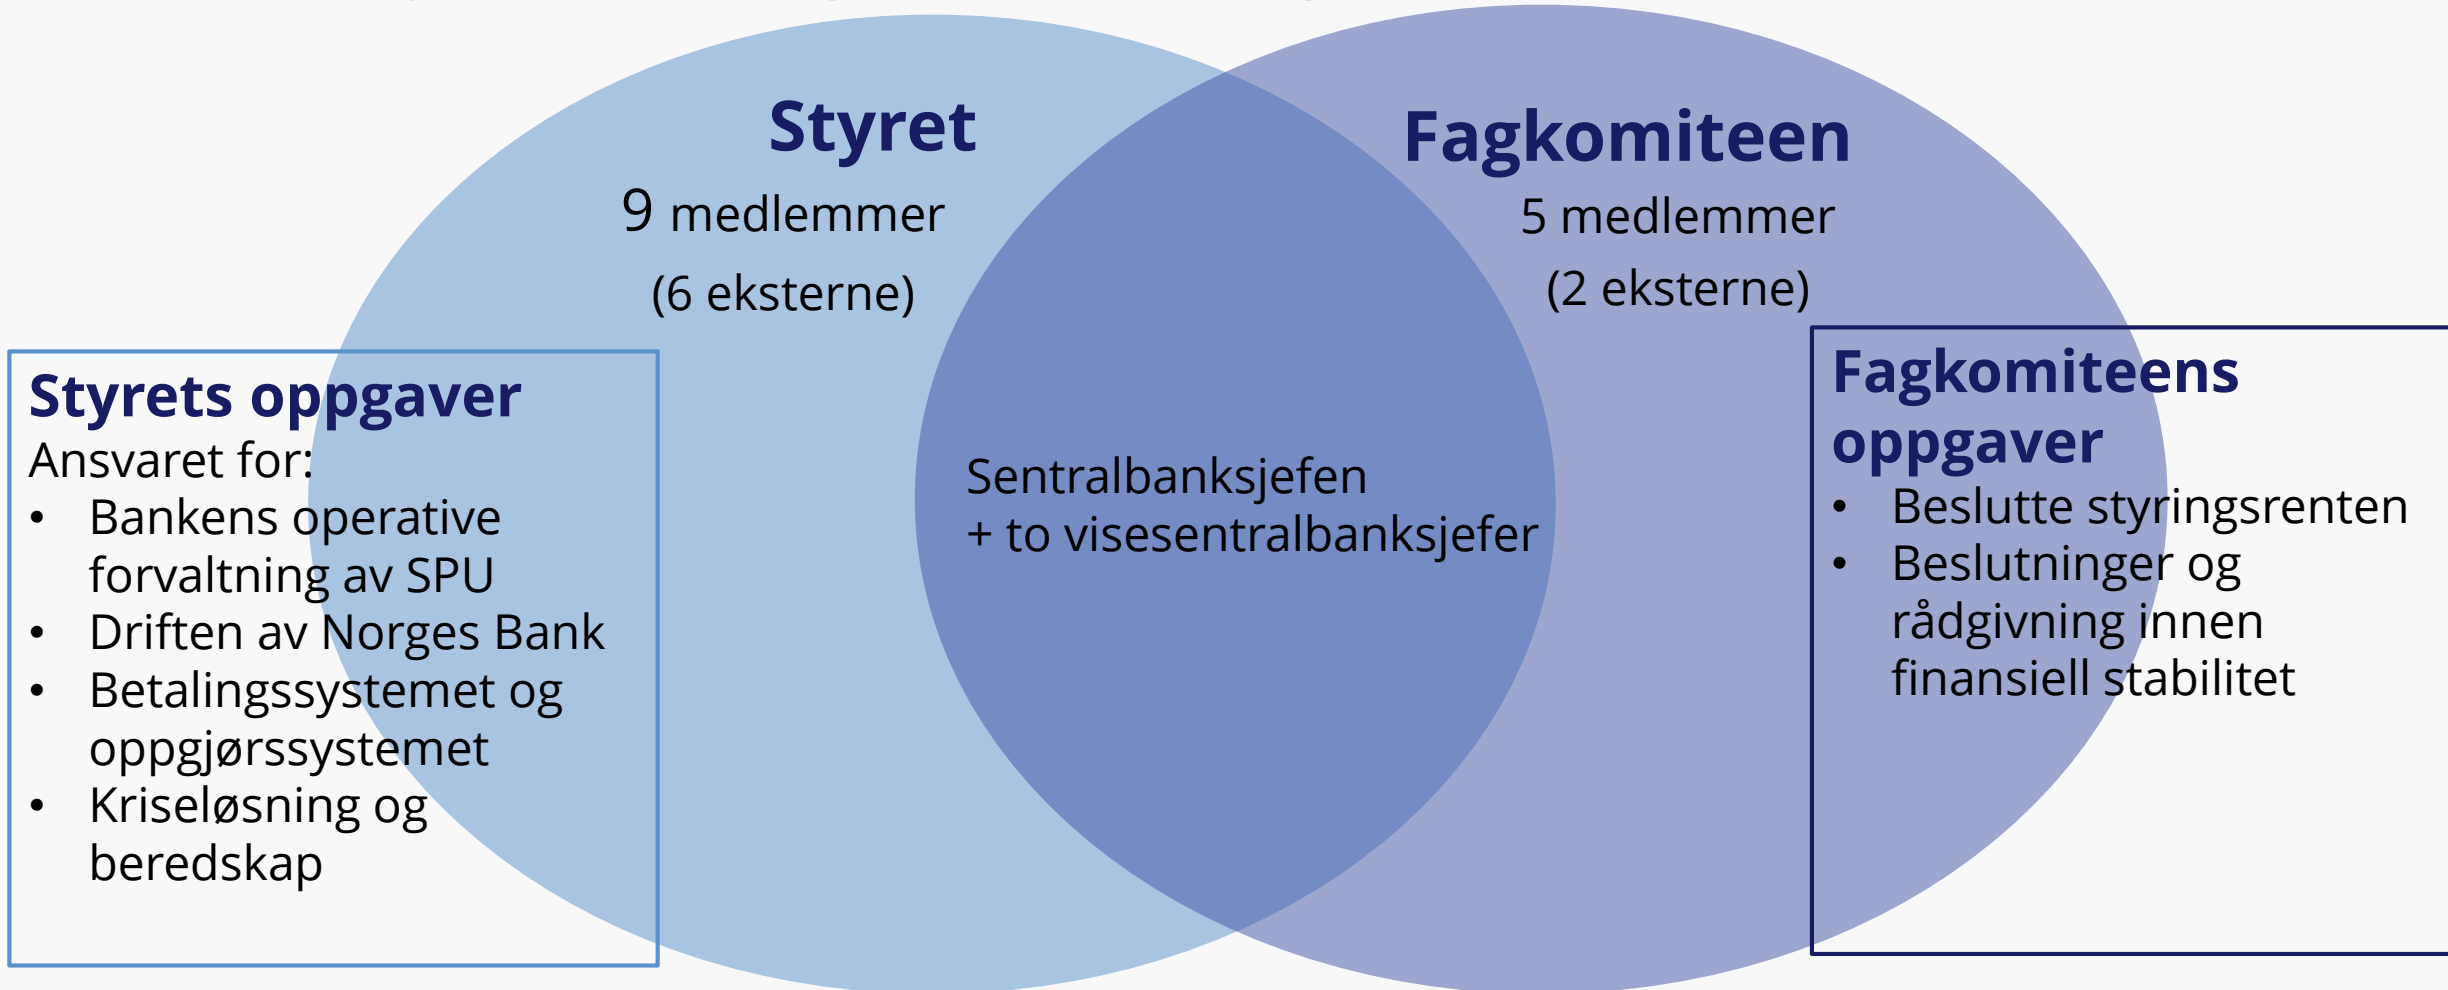 Styret
9 medlemmer
(6 eksterne)
Fagkomiteen
5 medlemmer
(2 eksterne)
Styrets oppgaver
Ansvaret for:
• Bankens operative
forvaltning av SPU
• Driften av Norges Bank
• Betalingssystemet og
oppgjørssystemet
• Kriseløsning og
beredskap
Sentralbanksjefen
+ to visesentralbanksjefer
Fagkomiteens
oppgaver
• Beslutte styringsrenten
• Beslutninger og
rådgivning innen
finansiell stabilitet